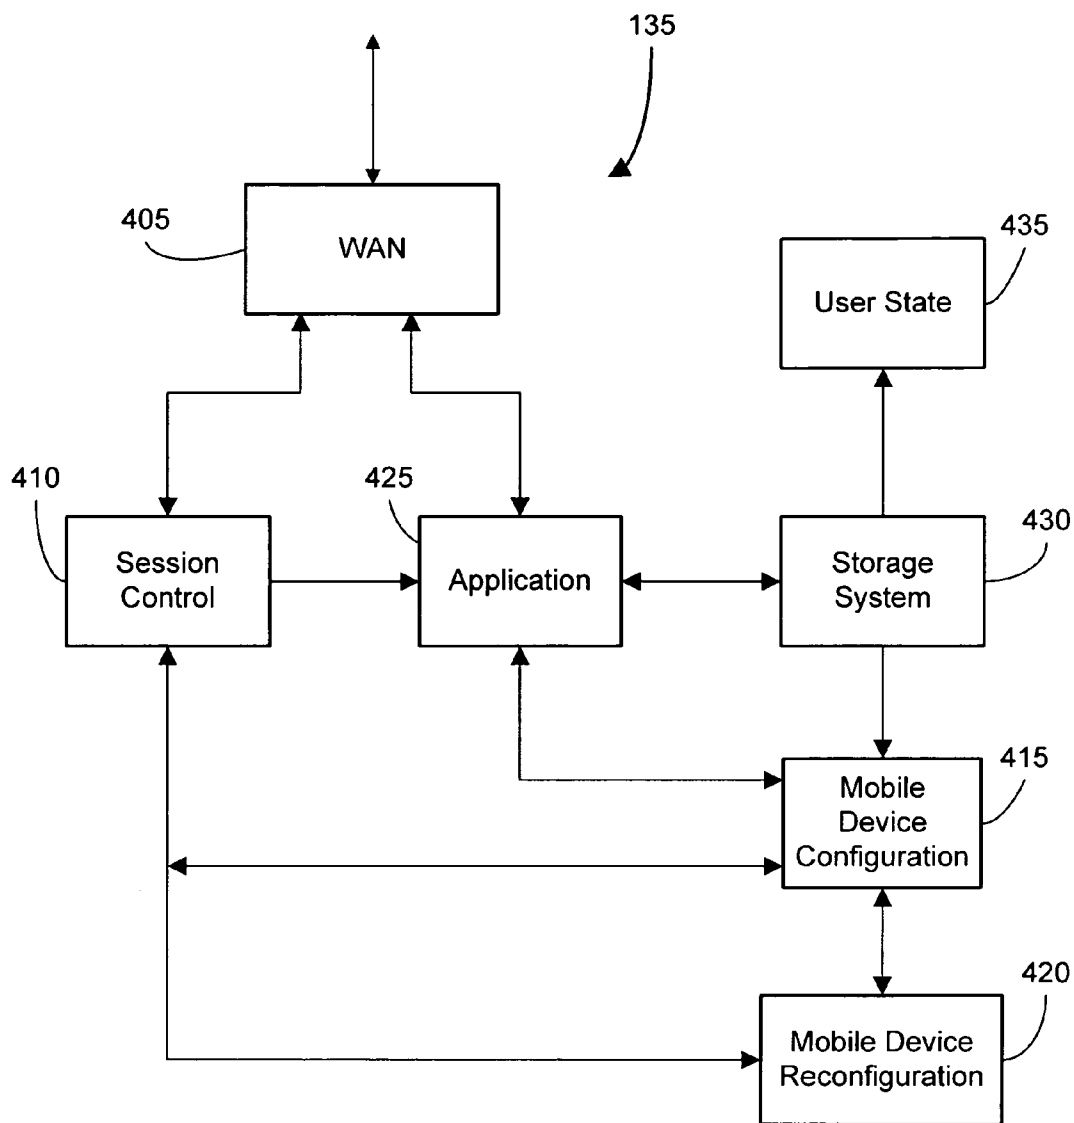 135
405
WAN
435
User State
410
Session
Control
425
Application
430
Storage
System
415
Mobile
Device
Configuration
420
Mobile Device
Reconfiguration